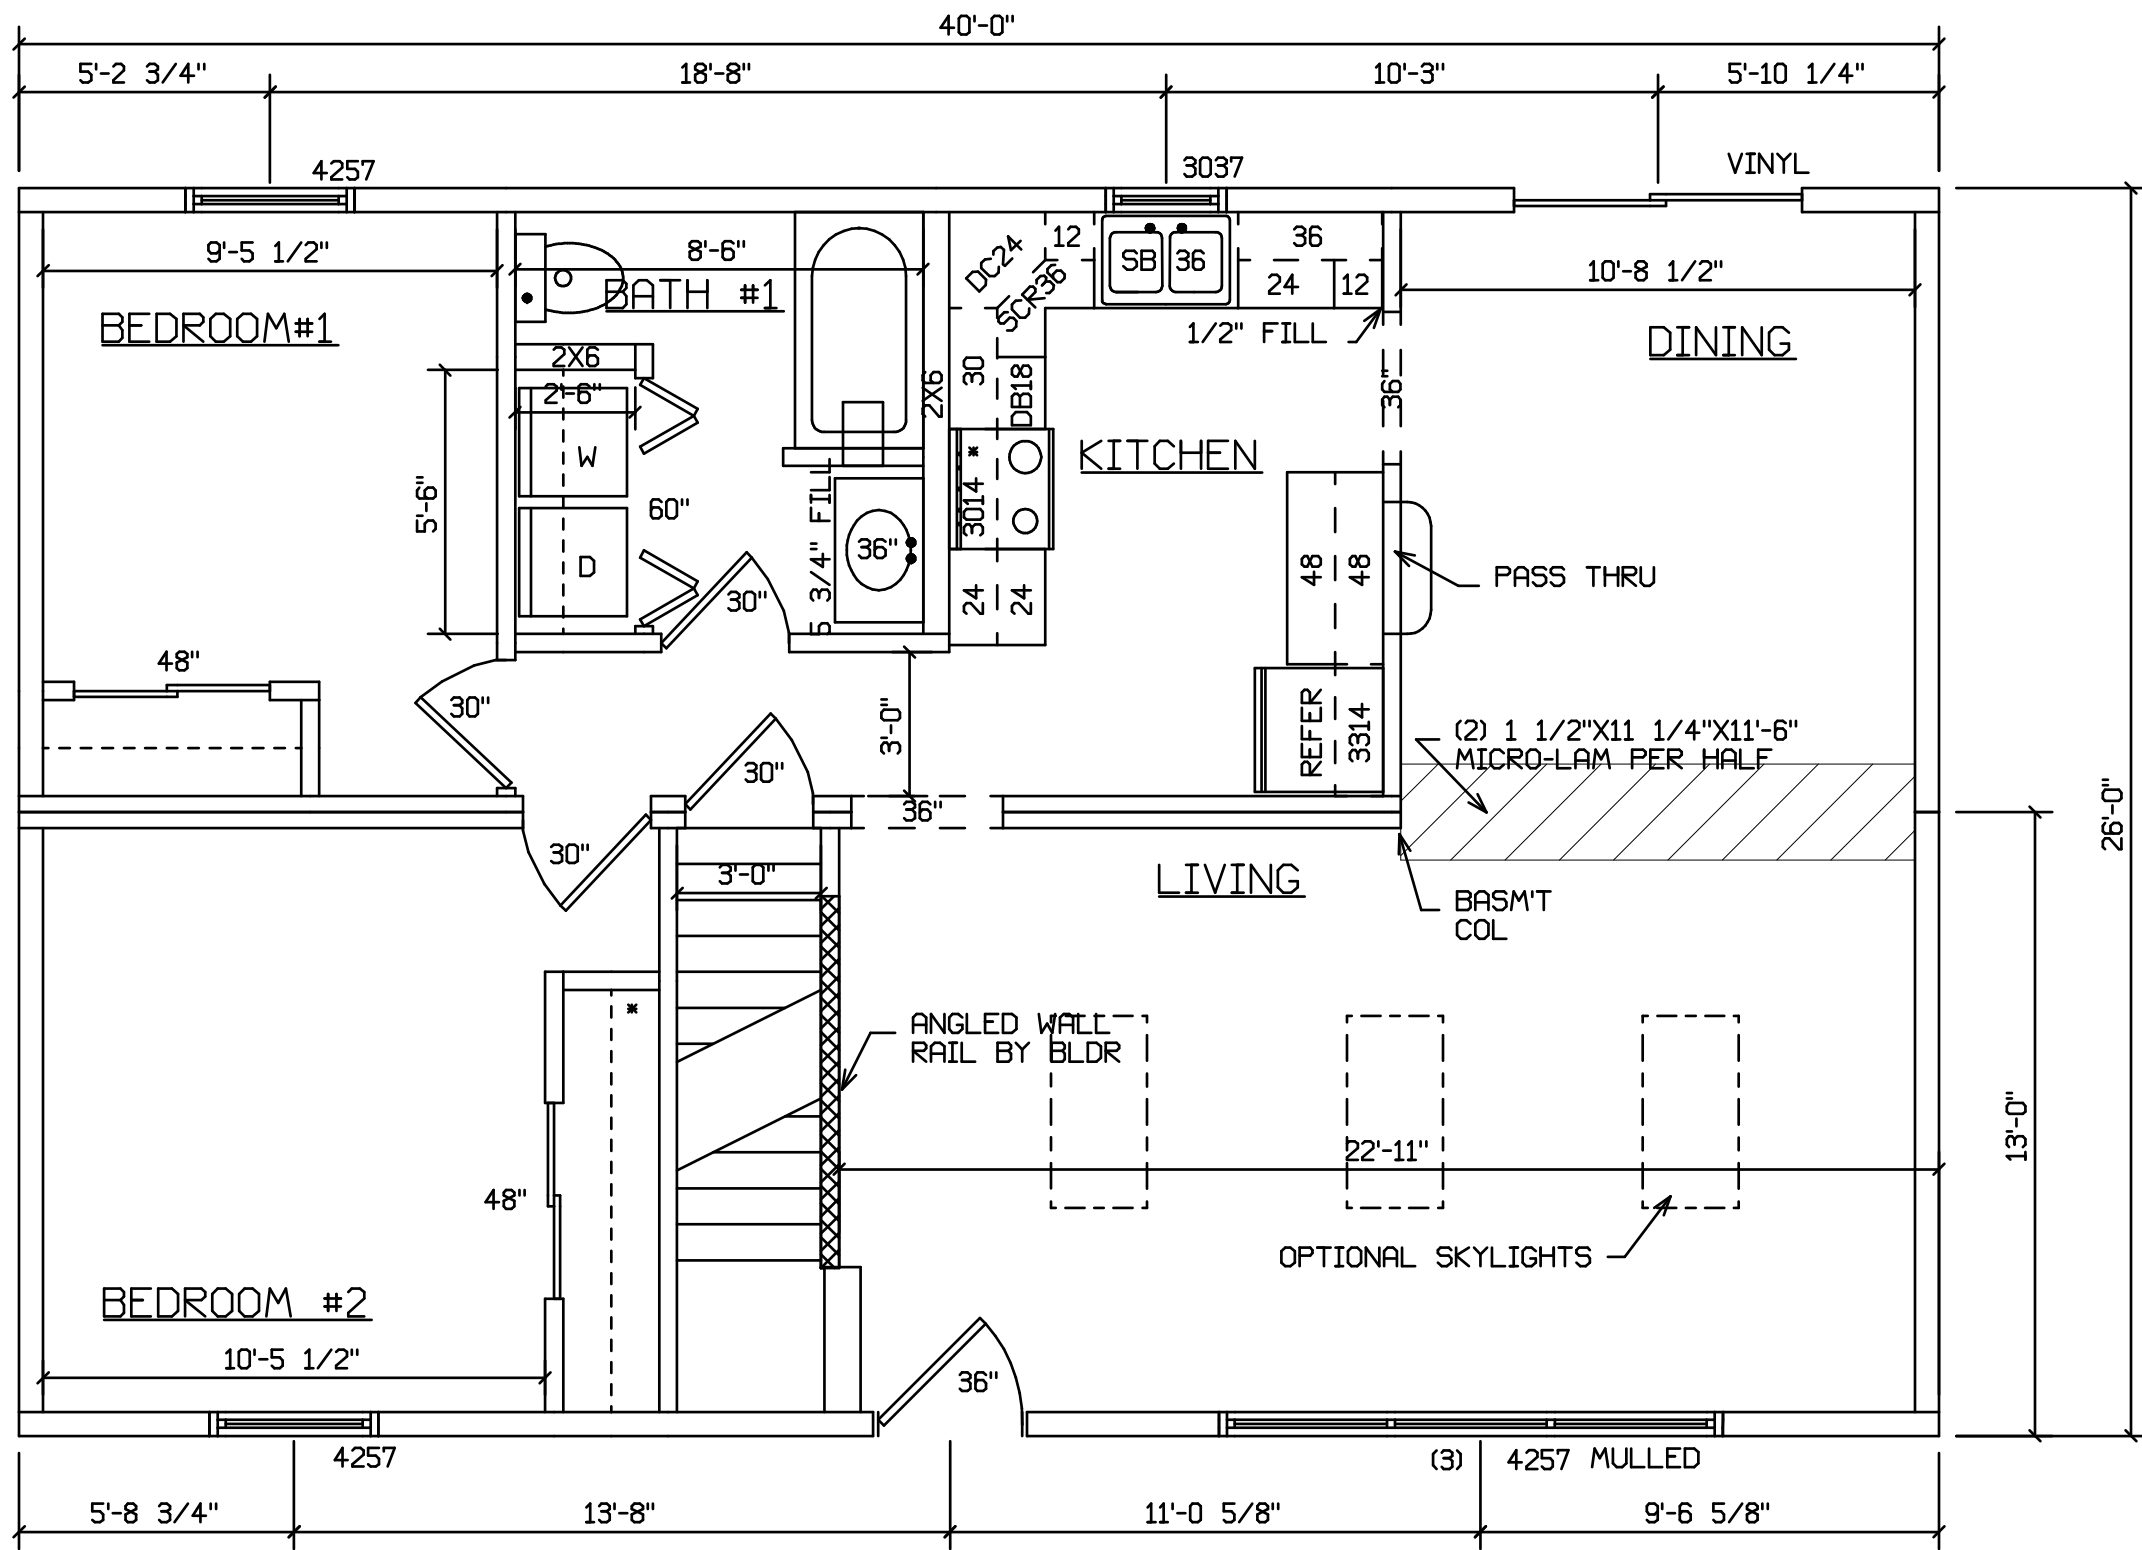 40'-0"
5'-2 3/4"
18'-8"
10'-3"
5'-10 1/4"
4257
3037
VINYL
9'-5 1/2"
8'-6"
DC24
12
SB
36
36
24
12
10'-8 1/2"
BATH #1
SCR36
BEDROOM#1
1/2" FILL
DINING
2X6
2'-6"
2X6
30
DB18
36"
W
KITCHEN
*
3014
5'-6"
60"
5 3/4" FILL
36"
D
30"
24
24
48
48
PASS THRU
48"
30"
3'-0"
REFER
3314
(2) 1 1/2"X11 1/4"X11'-6"
MICRO-LAM PER HALF
30"
36"
26'-0"
30"
3'-0"
LIVING
BASM'T
COL
*
ANGLED WALL
RAIL BY BLDR
13'-0"
22'-11"
48"
OPTIONAL SKYLIGHTS
BEDROOM #2
10'-5 1/2"
36"
4257
(3) 4257 MULLED
5'-8 3/4"
13'-8"
11'-0 5/8"
9'-6 5/8"